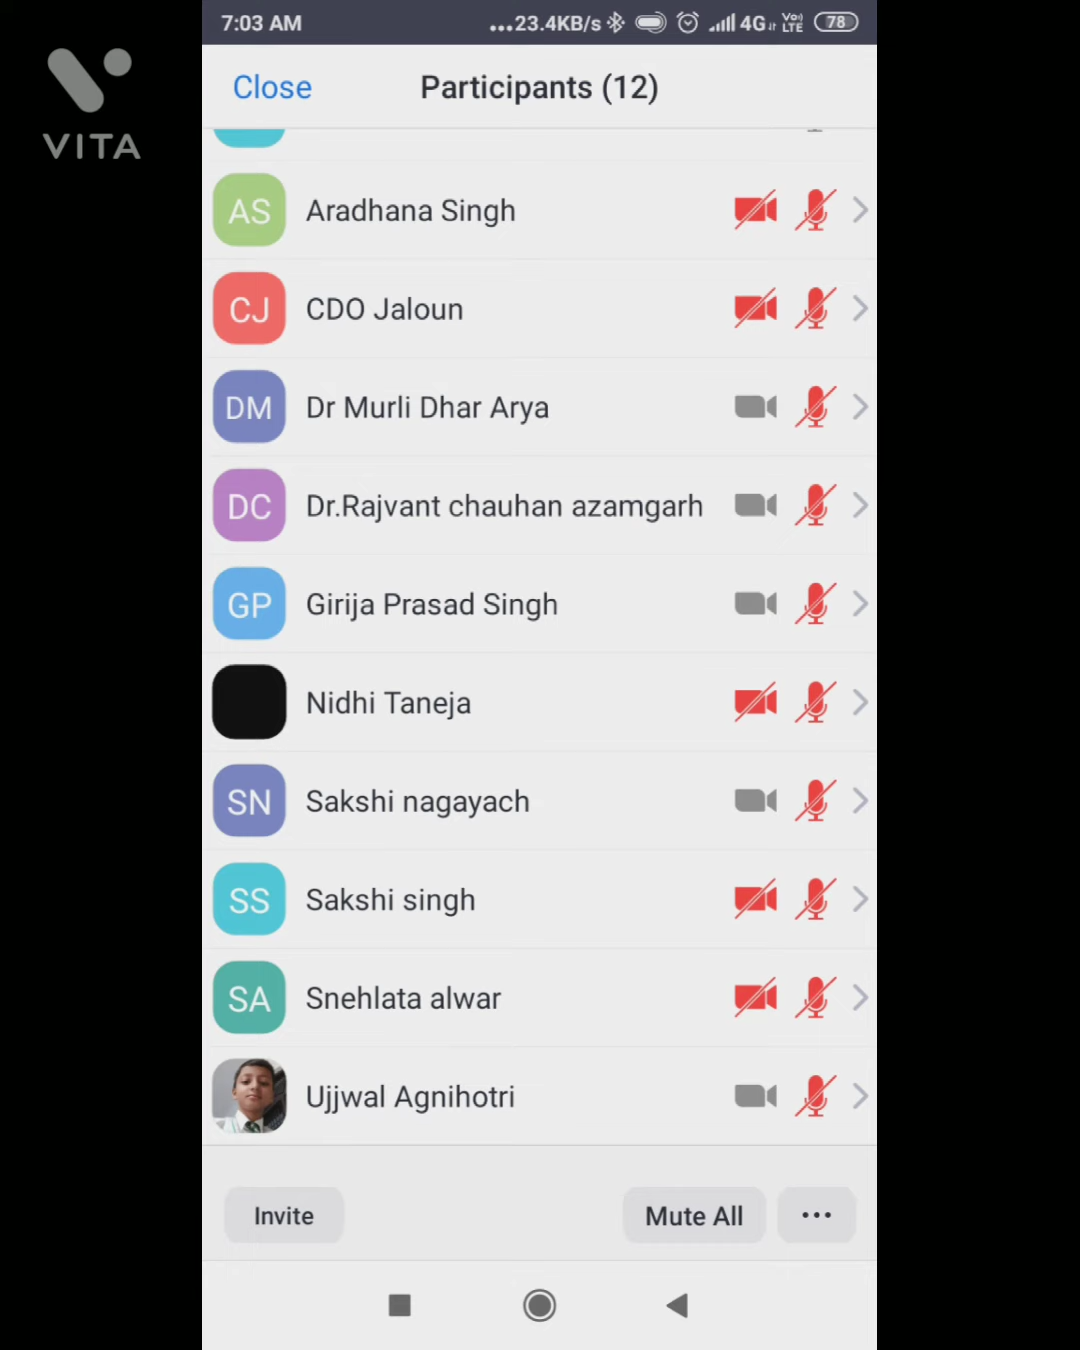 VITA
7:03 AM ...23.4KB/s 4G Vo) LTE 78
Close Participants (12)
AS Aradhana Singh
CJ CDO Jaloun
DM Dr Murli Dhar Arya
DC Dr.Rajvant chauhan azamgarh
GP Girija Prasad Singh
Nidhi Taneja
SN Sakshi nagayach
SS Sakshi singh
SA Snehlata alwar
Ujjwal Agnihotri
Invite Mute All ...